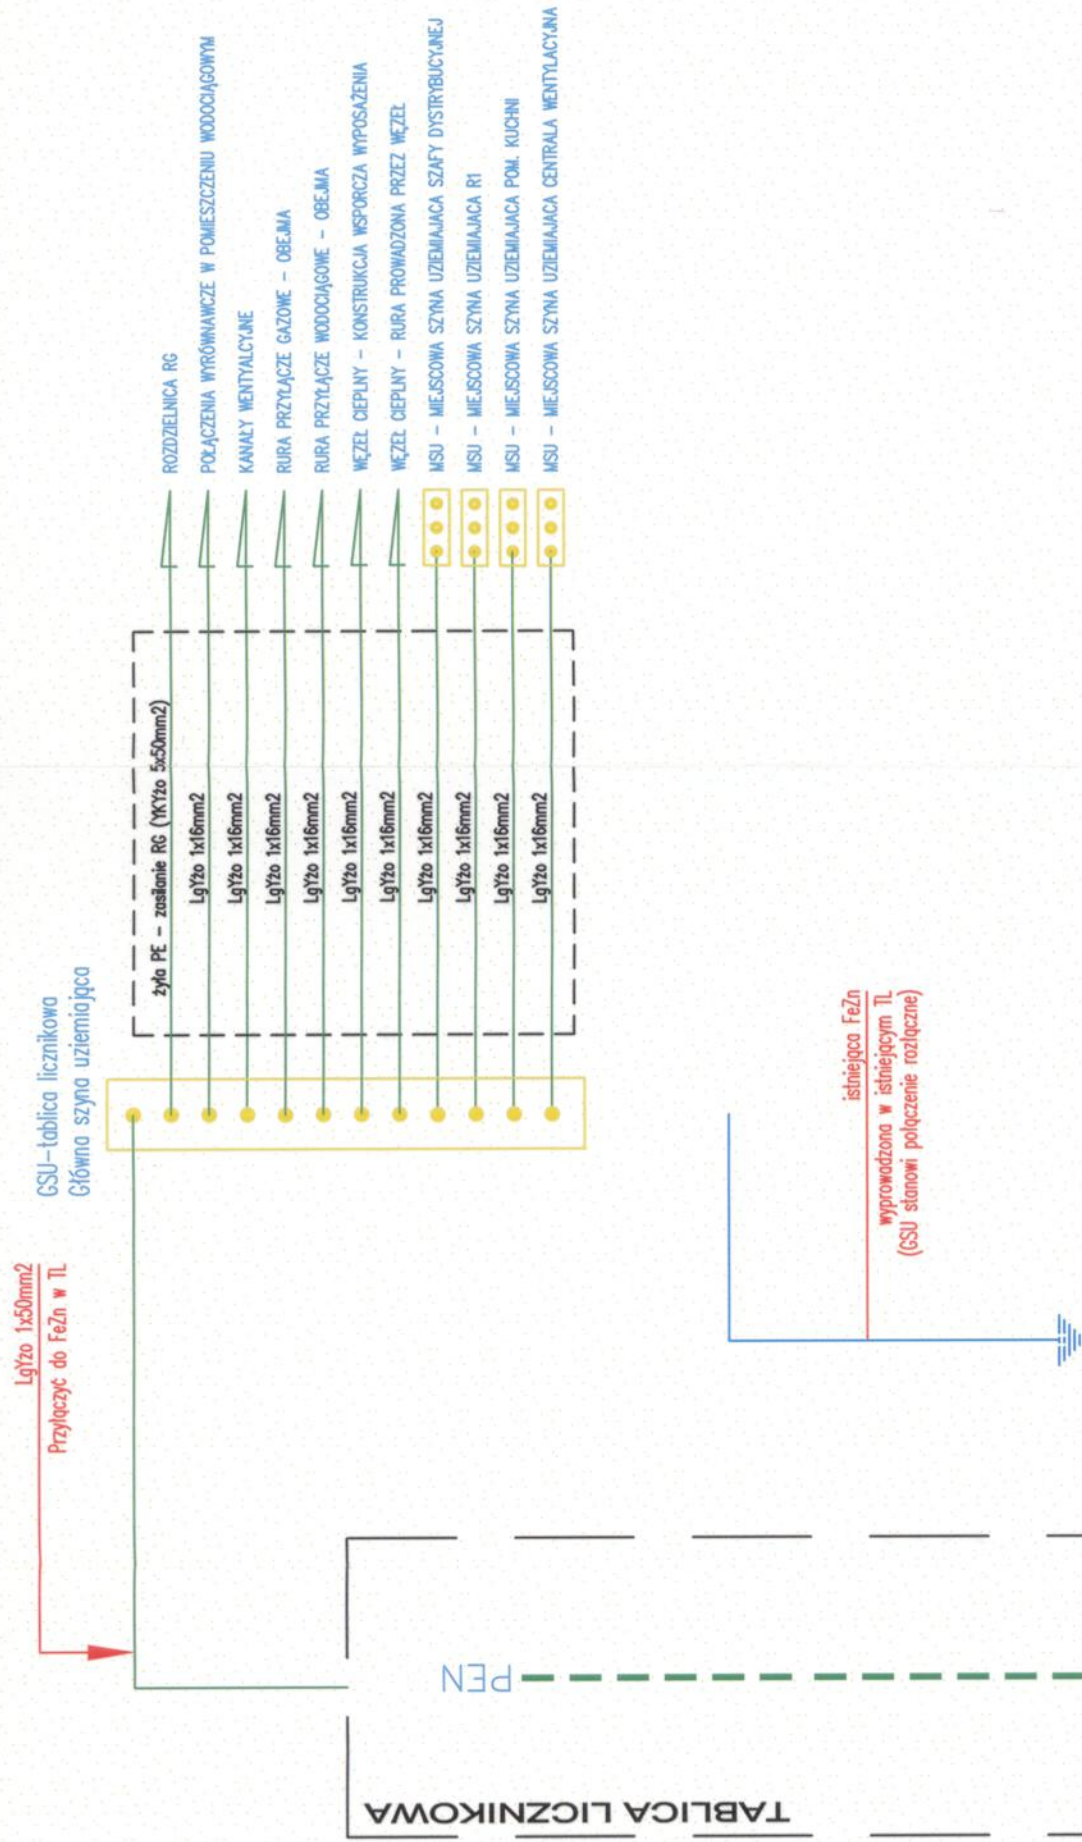 LgYżo 1x50mm2
Przyłączyć do FeZn w TL
GSU-tablica licznikowa
Główna szyna uziemiająca
żyła PE - zasilanie RG (YKYżo 5x50mm2)
LgYżo 1x16mm2
LgYżo 1x16mm2
LgYżo 1x16mm2
LgYżo 1x16mm2
LgYżo 1x16mm2
LgYżo 1x16mm2
LgYżo 1x16mm2
LgYżo 1x16mm2
LgYżo 1x16mm2
LgYżo 1x16mm2
ROZDZIELNICA RG
POŁĄCZENIA WYRÓWNAWCZE W POMIESZCZENIU WODOCIĄGOWYM
KANAŁY WENTYALCYJNE
RURA PRZYŁĄCZE GAZOWE - OBEJMA
RURA PRZYŁĄCZE WODOCIĄGOWE - OBEJMA
WĘZEŁ CIEPLNY - KONSTRUKCJA WSPORCZA WYPOSAŻENIA
WĘZEŁ CIEPLNY - RURA PROWADZONA PRZEZ WĘZEŁ
MSU - MIEJSCOWA SZYNA UZIEMIAJACA SZAFY DYSTRYBUCYJNEJ
MSU - MIEJSCOWA SZYNA UZIEMIAJACA R1
MSU - MIEJSCOWA SZYNA UZIEMIAJACA POM. KUCHNI
MSU - MIEJSCOWA SZYNA UZIEMIAJACA CENTRALA WENTYLACYJNA
istniejąca FeZn
wyprowadzona w istniejącym TL
(GSU stanowi połączenie rozłączne)
PEN
TABLICA LICZNIKOWA